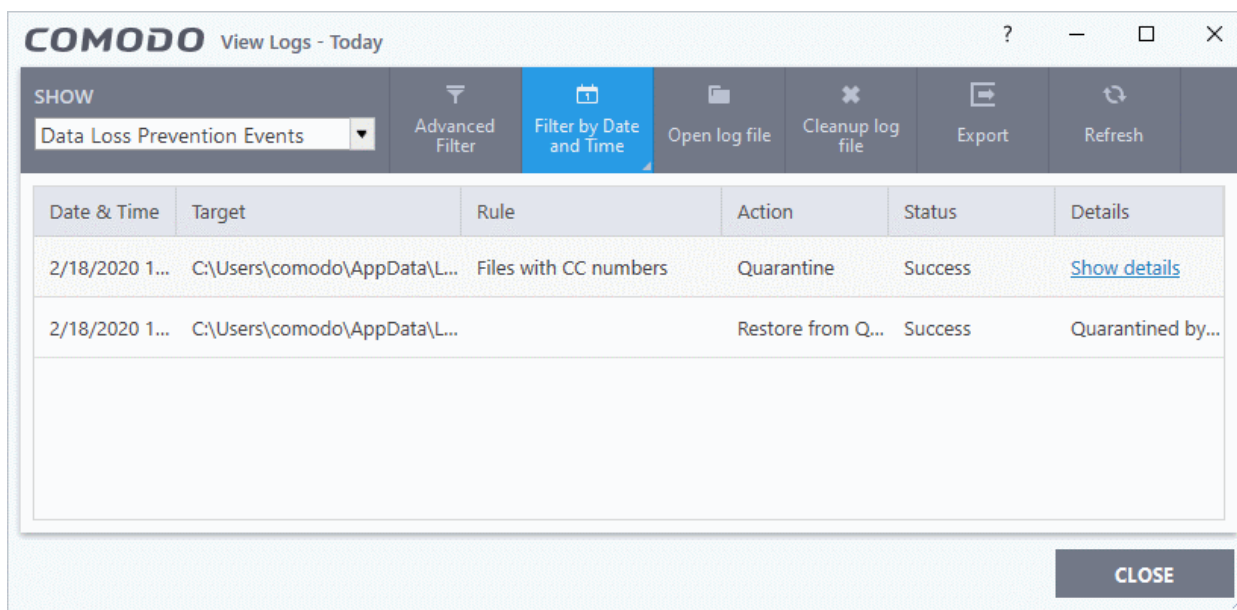 COMODO View Logs - Today
?
SHOW
Data Loss Prevention Events
Advanced
Filter
1
Filter by Date
and Time
Open log file
Cleanup log
file
Export
Refresh
Date & Time Target Rule Action Status Details
2/18/2020 1... C:\Users\comodo\AppData\L... Files with CC numbers Quarantine Success Show details
2/18/2020 1... C:\Users\comodo\AppData\L... Restore from Q... Success Quarantined by...
CLOSE